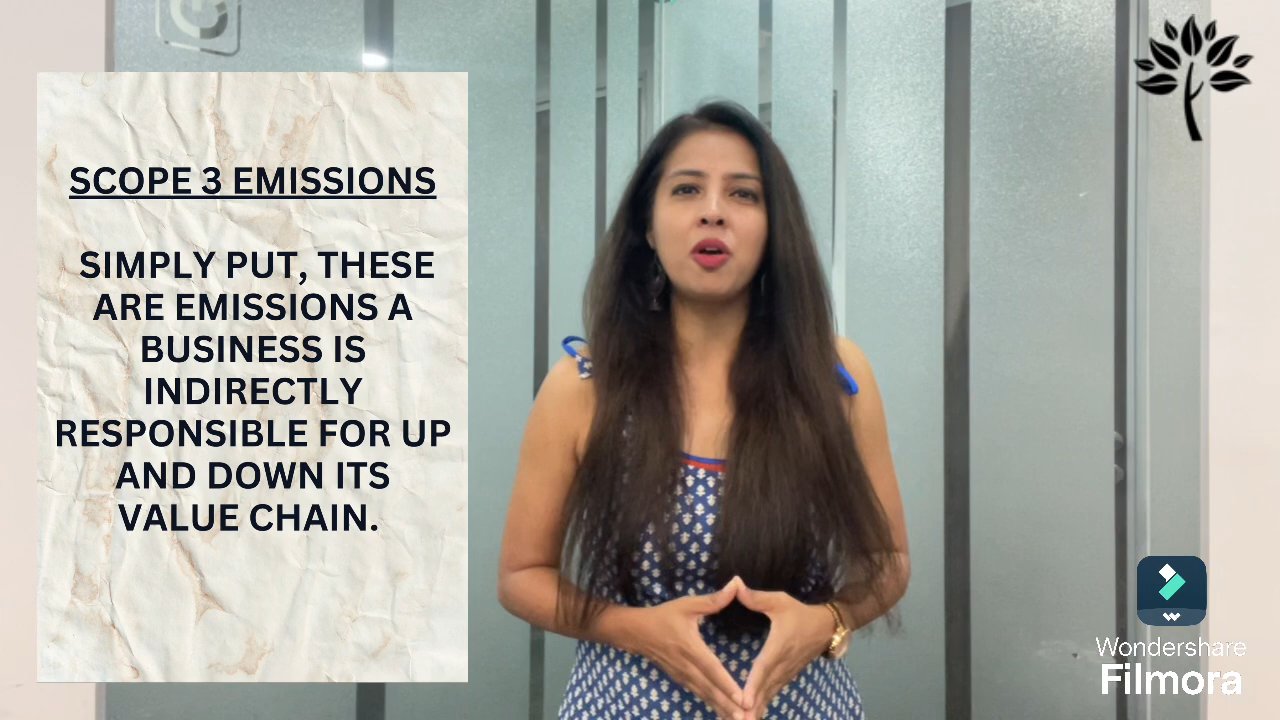 SCOPE 3 EMISSIONS
SIMPLY PUT, THESE
ARE EMISSIONS A
BUSINESS IS
INDIRECTLY
RESPONSIBLE FOR UP
AND DOWN ITS
VALUE CHAIN.
Wondershare
Filmora